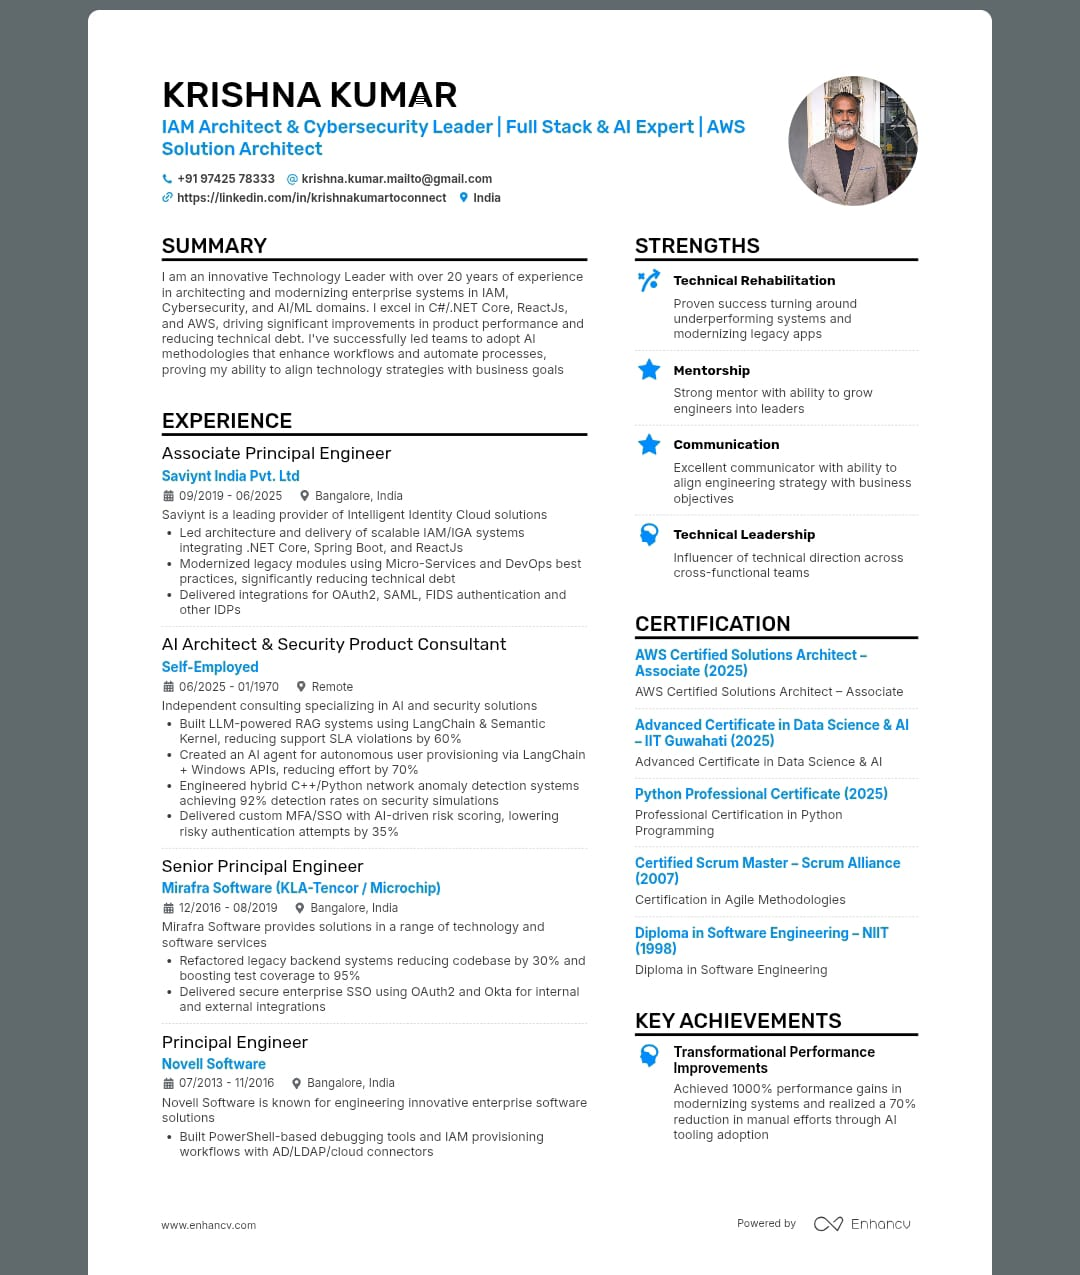 KRISHNA KUMAR
IAM Architect & Cybersecurity Leader | Full Stack & AI Expert | AWS
Solution Architect
+91 97425 78333 krishna.kumar.mailto@gmail.com
https://linkedin.com/in/krishnakumartoconnect India
SUMMARY
I am an innovative Technology Leader with over 20 years of experience
in architecting and modernizing enterprise systems in IAM,
Cybersecurity, and AI/ML domains. I excel in C#/.NET Core, ReactJs,
and AWS, driving significant improvements in product performance and
reducing technical debt. I've successfully led teams to adopt AI
methodologies that enhance workflows and automate processes,
proving my ability to align technology strategies with business goals
EXPERIENCE
Associate Principal Engineer
Saviynt India Pvt. Ltd
09/2019 - 06/2025 Bangalore, India
Saviynt is a leading provider of Intelligent Identity Cloud solutions
• Led architecture and delivery of scalable IAM/IGA systems
integrating .NET Core, Spring Boot, and ReactJs
• Modernized legacy modules using Micro-Services and DevOps best
practices, significantly reducing technical debt
• Delivered integrations for OAuth2, SAML, FIDS authentication and
other IDPs
AI Architect & Security Product Consultant
Self-Employed
06/2025 - 01/1970 Remote
Independent consulting specializing in AI and security solutions
• Built LLM-powered RAG systems using LangChain & Semantic
Kernel, reducing support SLA violations by 60%
• Created an AI agent for autonomous user provisioning via LangChain
+ Windows APIs, reducing effort by 70%
• Engineered hybrid C++/Python network anomaly detection systems
achieving 92% detection rates on security simulations
• Delivered custom MFA/SSO with AI-driven risk scoring, lowering
risky authentication attempts by 35%
Senior Principal Engineer
Mirafra Software (KLA-Tencor / Microchip)
12/2016 - 08/2019 Bangalore, India
Mirafra Software provides solutions in a range of technology and
software services
• Refactored legacy backend systems reducing codebase by 30% and
boosting test coverage to 95%
• Delivered secure enterprise SSO using OAuth2 and Okta for internal
and external integrations
Principal Engineer
Novell Software
07/2013 - 11/2016 Bangalore, India
Novell Software is known for engineering innovative enterprise software
solutions
• Built PowerShell-based debugging tools and IAM provisioning
workflows with AD/LDAP/cloud connectors
STRENGTHS
Technical Rehabilitation
Proven success turning around
underperforming systems and
modernizing legacy apps
Mentorship
Strong mentor with ability to grow
engineers into leaders
Communication
Excellent communicator with ability to
align engineering strategy with business
objectives
Technical Leadership
Influencer of technical direction across
cross-functional teams
CERTIFICATION
AWS Certified Solutions Architect –
Associate (2025)
AWS Certified Solutions Architect – Associate
Advanced Certificate in Data Science & AI
– IIT Guwahati (2025)
Advanced Certificate in Data Science & AI
Python Professional Certificate (2025)
Professional Certification in Python
Programming
Certified Scrum Master – Scrum Alliance
(2007)
Certification in Agile Methodologies
Diploma in Software Engineering – NIIT
(1998)
Diploma in Software Engineering
KEY ACHIEVEMENTS
Transformational Performance
Improvements
Achieved 1000% performance gains in
modernizing systems and realized a 70%
reduction in manual efforts through AI
tooling adoption
www.enhancv.com
Powered by Enhancv